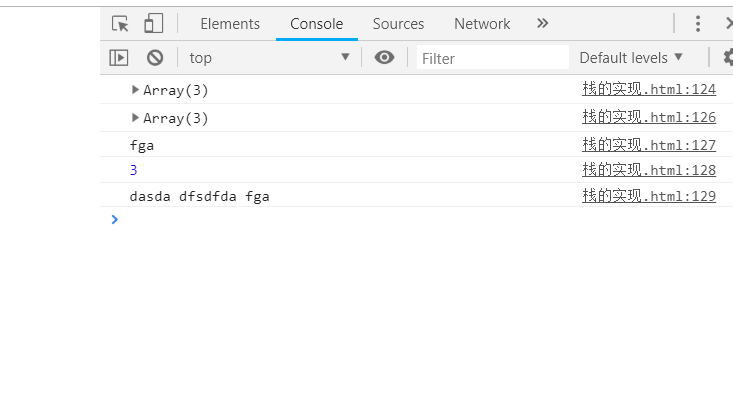 Elements Console Sources Network
top Filter Default levels
Array(3) 栈的实现.html:124
Array(3) 栈的实现.html:126
fga 栈的实现.html:127
3 栈的实现.html:128
dasda dfsdfda fga 栈的实现.html:129